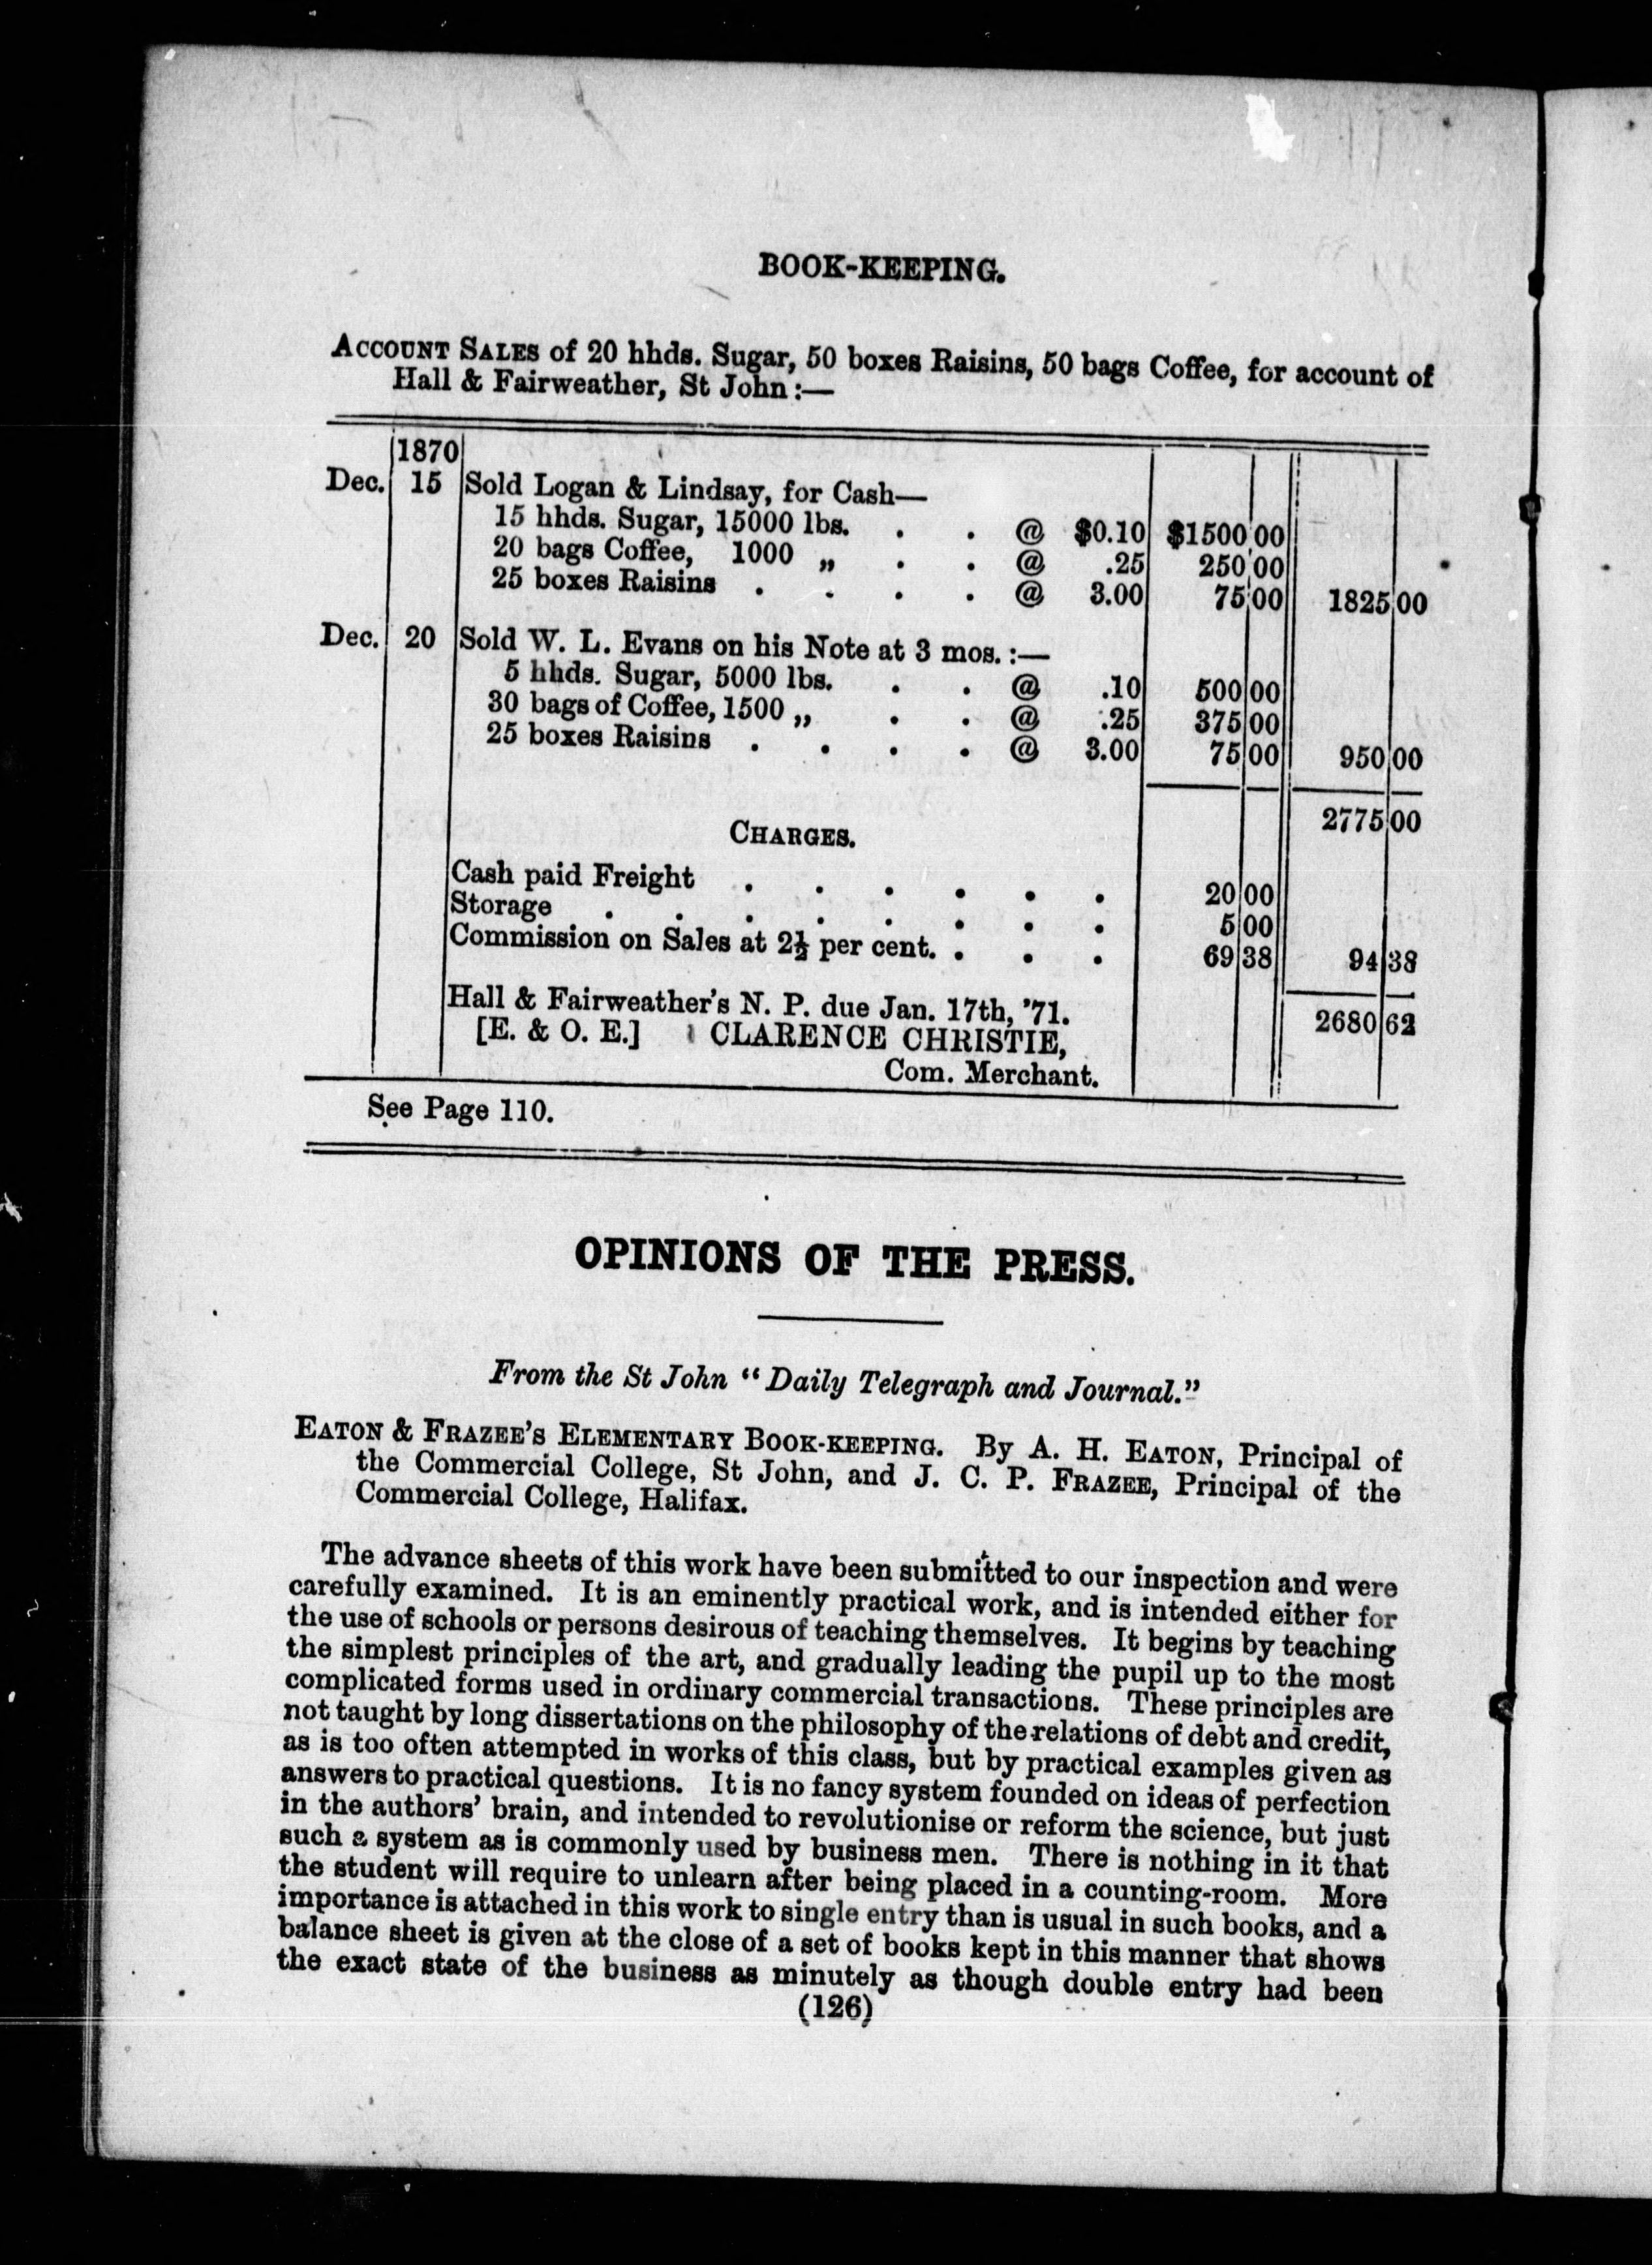 BOOK-KEEPING.
ACCOUNT SALES of 20 hhds. Sugar, 50 boxes Raisins, 50 bags Coffee, for account of
Hall & Fairweather, St John :—
1870
Dec. 15 Sold Logan & Lindsay, for Cash—
15 hhds. Sugar, 15000 lbs. . . @ $0.10 $1500 00
20 bags Coffee, 1000 „ . . @ .25 250 00
25 boxes Raisins . . . . @ 3.00 75 00 1825 00
Dec. 20 Sold W. L. Evans on his Note at 3 mos. :—
5 hhds. Sugar, 5000 lbs. . . @ .10 500 00
30 bags of Coffee, 1500 „ . . @ .25 375 00
25 boxes Raisins . . . . @ 3.00 75 00 950 00
2775 00
CHARGES.
Cash paid Freight . . . . . . 20 00
Storage . . . . . . . . 5 00
Commission on Sales at 2½ per cent. . . . 69 38 94 38
Hall & Fairweather's N. P. due Jan. 17th, '71. 2680 62
[E. & O. E.] CLARENCE CHRISTIE,
Com. Merchant.
See Page 110.
OPINIONS OF THE PRESS.
From the St John "Daily Telegraph and Journal."
EATON & FRAZEE'S ELEMENTARY BOOK-KEEPING. By A. H. EATON, Principal of
the Commercial College, St John, and J. C. P. FRAZEE, Principal of the
Commercial College, Halifax.
The advance sheets of this work have been submitted to our inspection and were
carefully examined. It is an eminently practical work, and is intended either for
the use of schools or persons desirous of teaching themselves. It begins by teaching
the simplest principles of the art, and gradually leading the pupil up to the most
complicated forms used in ordinary commercial transactions. These principles are
not taught by long dissertations on the philosophy of the relations of debt and credit,
as is too often attempted in works of this class, but by practical examples given as
answers to practical questions. It is no fancy system founded on ideas of perfection
in the authors' brain, and intended to revolutionise or reform the science, but just
such a system as is commonly used by business men. There is nothing in it that
the student will require to unlearn after being placed in a counting-room. More
importance is attached in this work to single entry than is usual in such books, and a
balance sheet is given at the close of a set of books kept in this manner that shows
the exact state of the business as minutely as though double entry had been
(126)